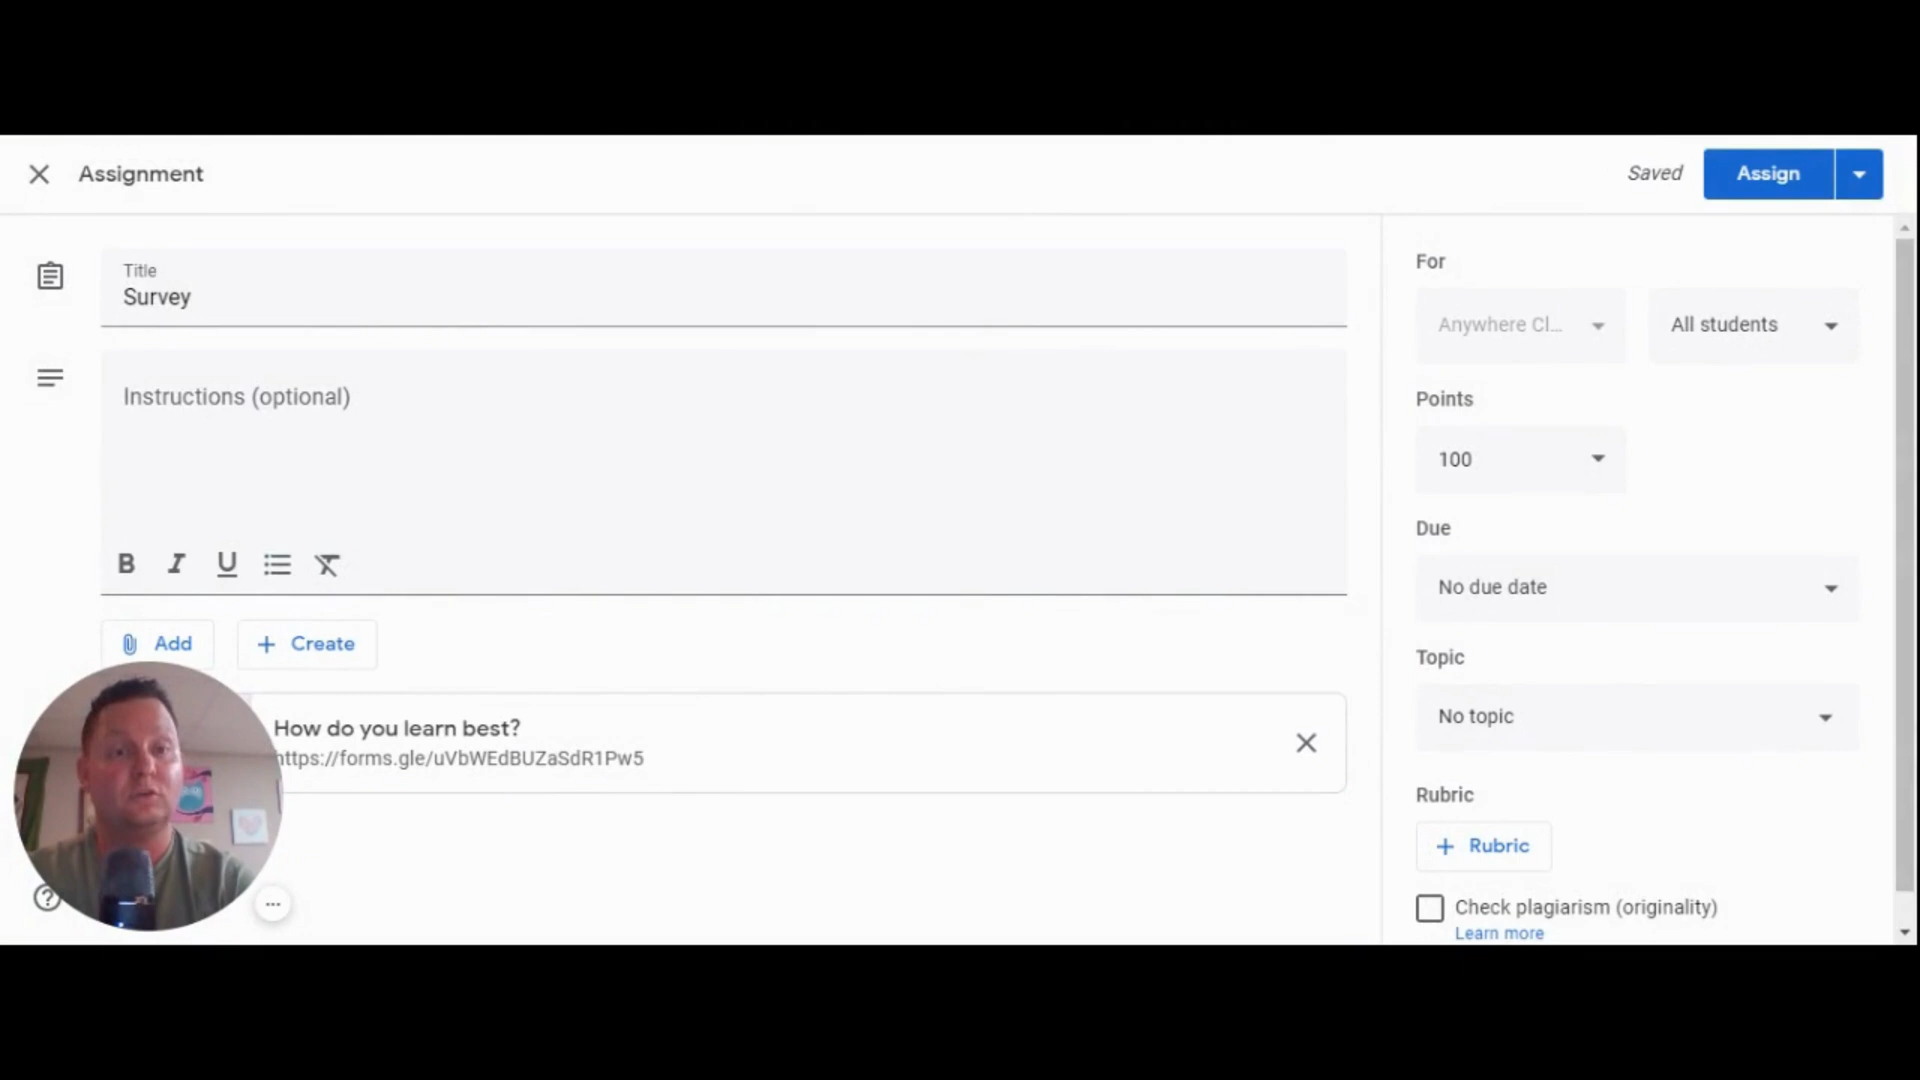 Assignment
Saved
Assign
Title
Survey
Instructions (optional)
B I U
Add
Create
How do you learn best?
https://forms.gle/uVbWEdBUZaSdR1Pw5
For
Anywhere Cl...
All students
Points
100
Due
No due date
Topic
No topic
Rubric
Rubric
Check plagiarism (originality)
Learn more